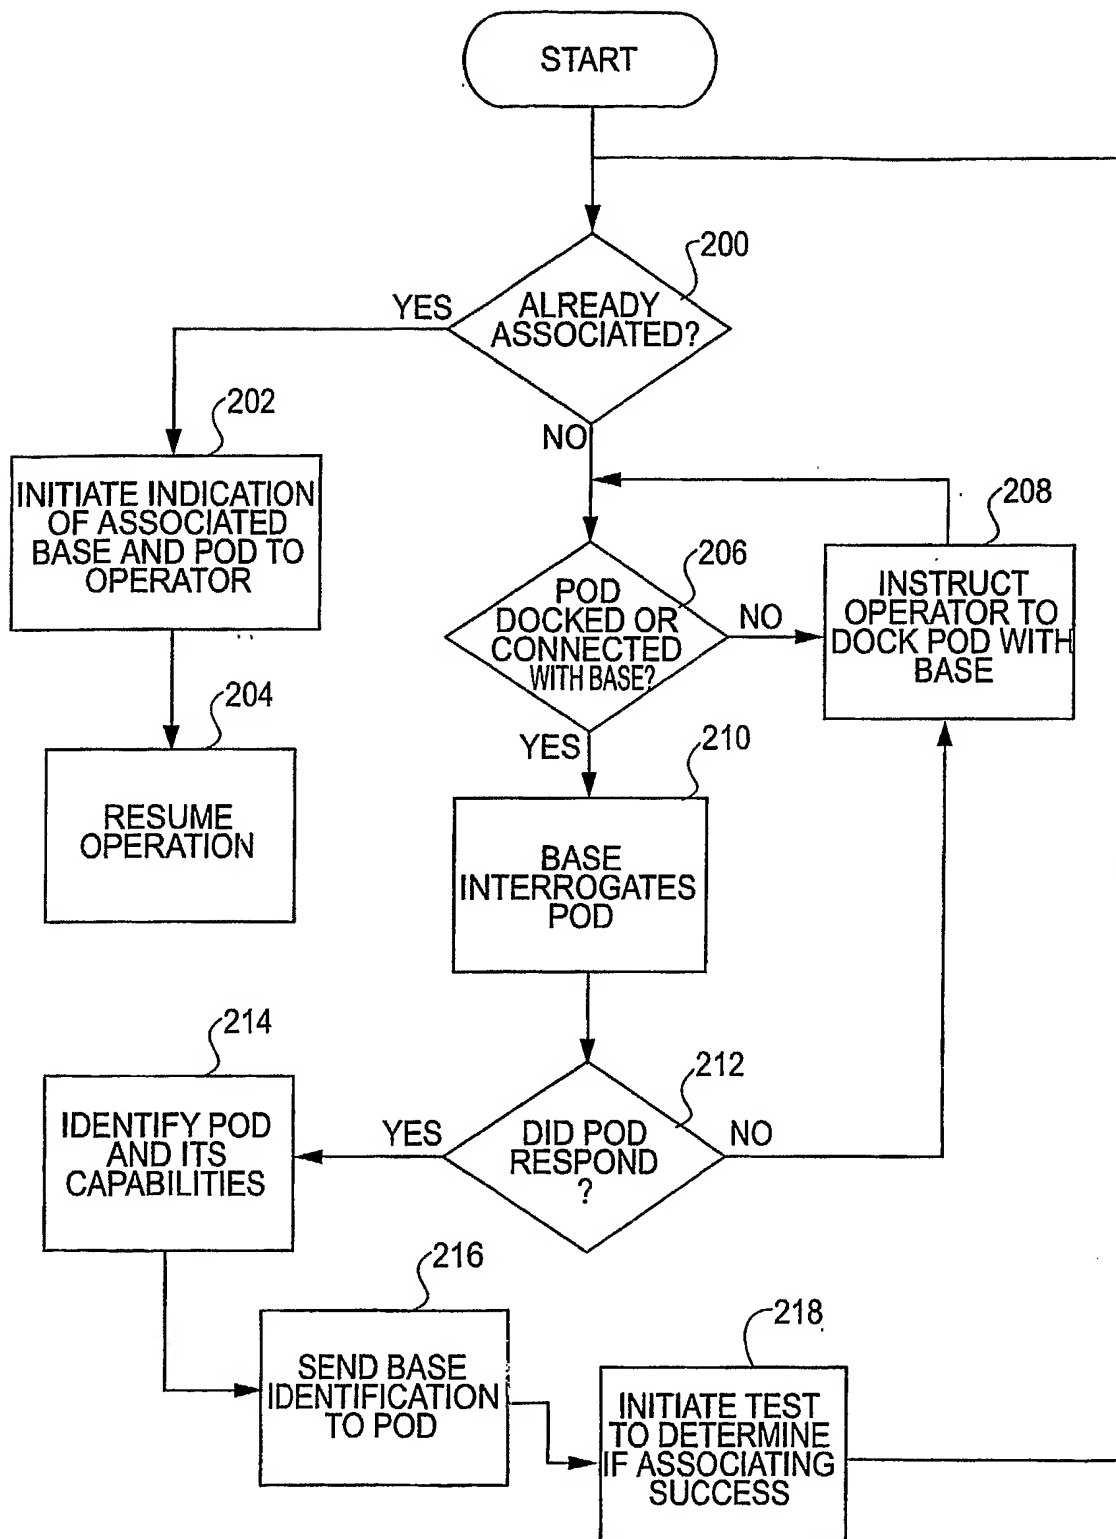 START
200
ALREADY
ASSOCIATED?
YES
NO
202
INITIATE INDICATION
OF ASSOCIATED
BASE AND POD TO
OPERATOR
204
RESUME
OPERATION
206
POD
DOCKED OR
CONNECTED
WITH BASE?
NO
YES
208
INSTRUCT
OPERATOR TO
DOCK POD WITH
BASE
210
BASE
INTERROGATES
POD
212
DID POD
RESPOND
?
YES
NO
214
IDENTIFY POD
AND ITS
CAPABILITIES
216
SEND BASE
IDENTIFICATION
TO POD
218
INITIATE TEST
TO DETERMINE
IF ASSOCIATING
SUCCESS